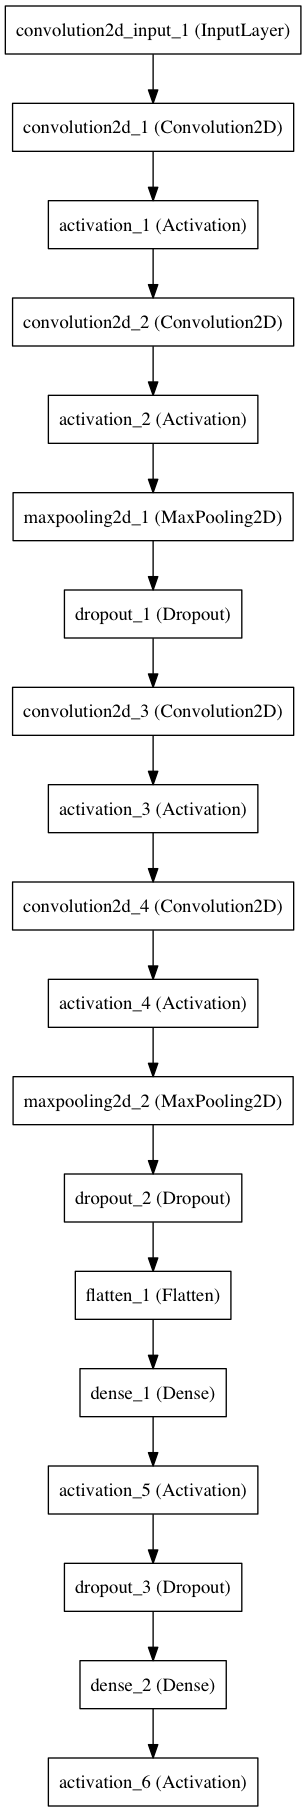 convolution2d_input_1 (InputLayer)
convolution2d_1 (Convolution2D)
activation_1 (Activation)
convolution2d_2 (Convolution2D)
activation_2 (Activation)
maxpooling2d_1 (MaxPooling2D)
dropout_1 (Dropout)
convolution2d_3 (Convolution2D)
activation_3 (Activation)
convolution2d_4 (Convolution2D)
activation_4 (Activation)
maxpooling2d_2 (MaxPooling2D)
dropout_2 (Dropout)
flatten_1 (Flatten)
dense_1 (Dense)
activation_5 (Activation)
dropout_3 (Dropout)
dense_2 (Dense)
activation_6 (Activation)